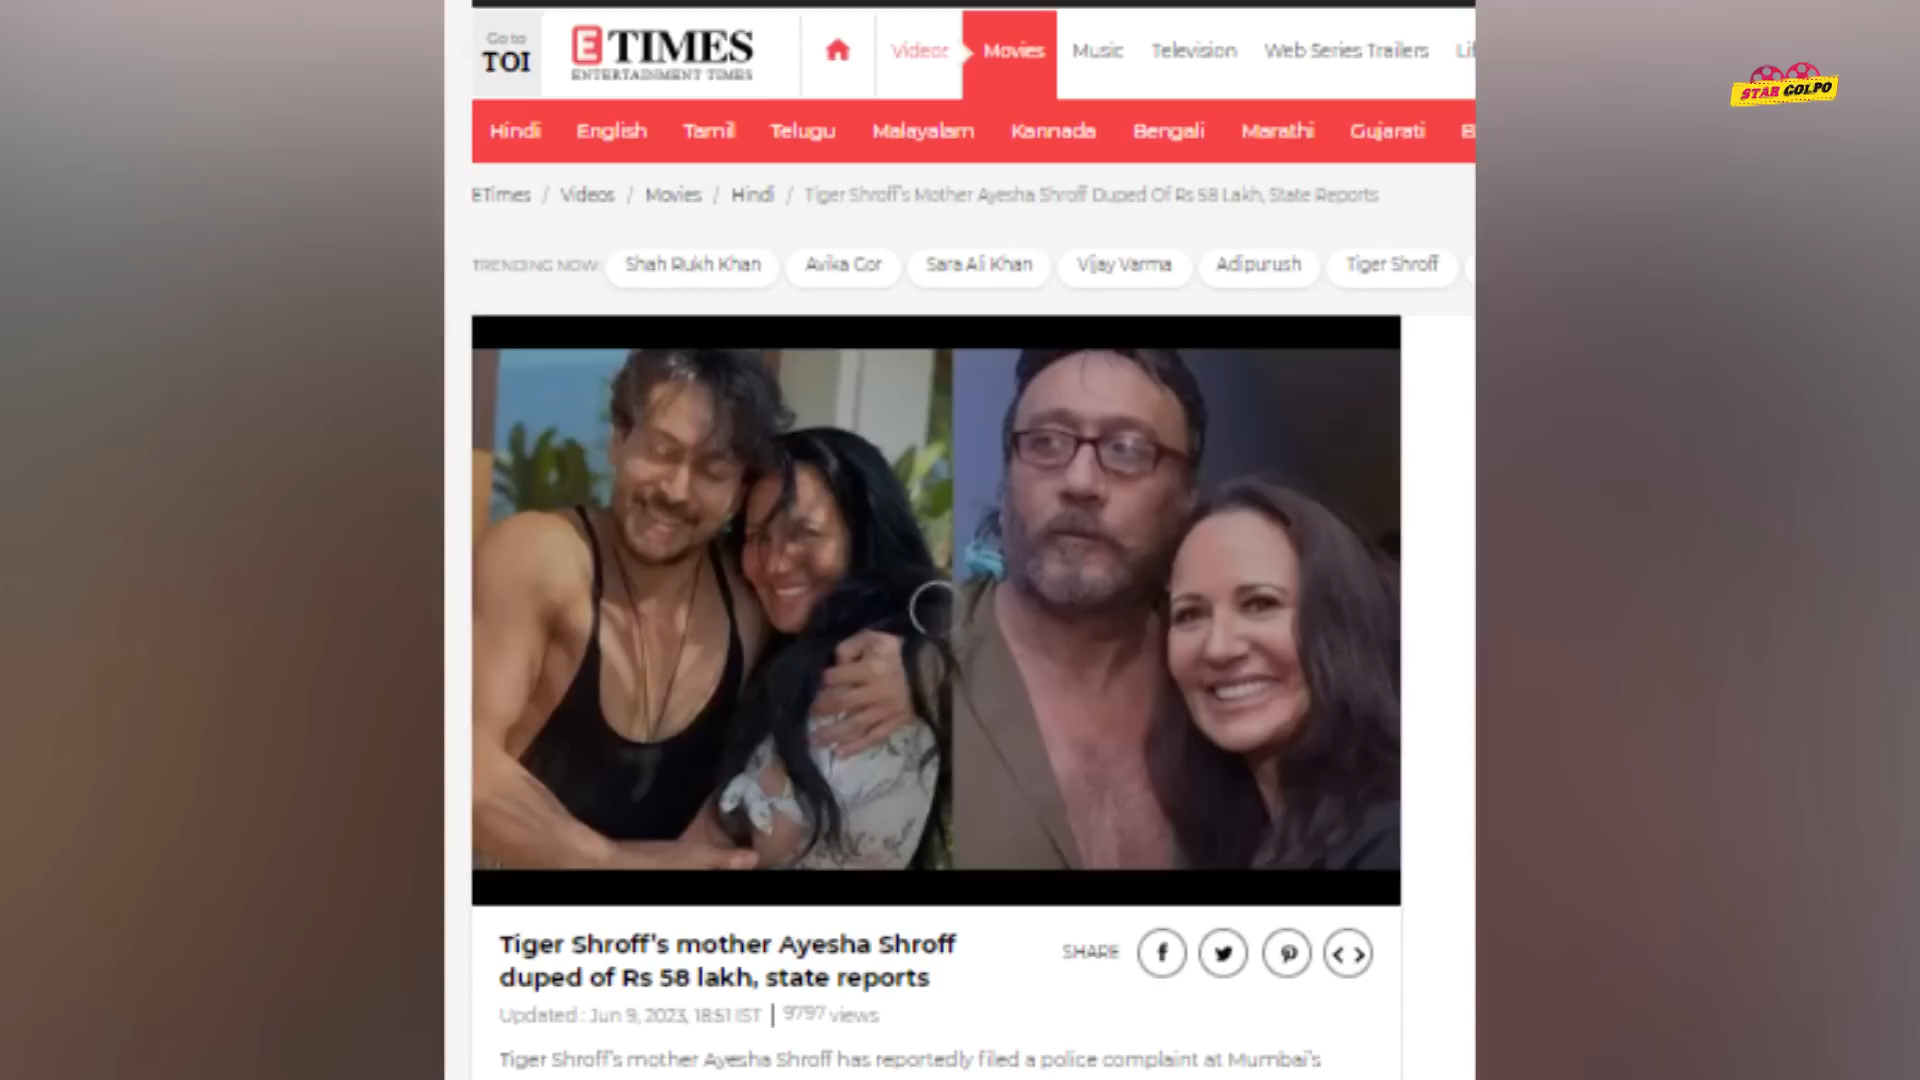 Go to
TOI
E TIMES
ENTERTAINMENT TIMES
Videos
Movies
Music
Television
Web Series Trailers
STAR GOLPO
Hindi
English
Tamil
Telugu
Malayalam
Kannada
Bengali
Marathi
Gujarati
B
ETimes / Videos / Movies / Hindi / Tiger Shroff's Mother Ayesha Shroff Duped Of Rs 58 Lakh, State Reports
TRENDING NOW:
Shah Rukh Khan
Avika Gor
Sara Ali Khan
Vijay Varma
Adipurush
Tiger Shroff
Tiger Shroff's mother Ayesha Shroff
duped of Rs 58 lakh, state reports
SHARE
Updated : Jun 9, 2023, 18:51 IST | 9797 views
Tiger Shroff's mother Ayesha Shroff has reportedly filed a police complaint at Mumbai's